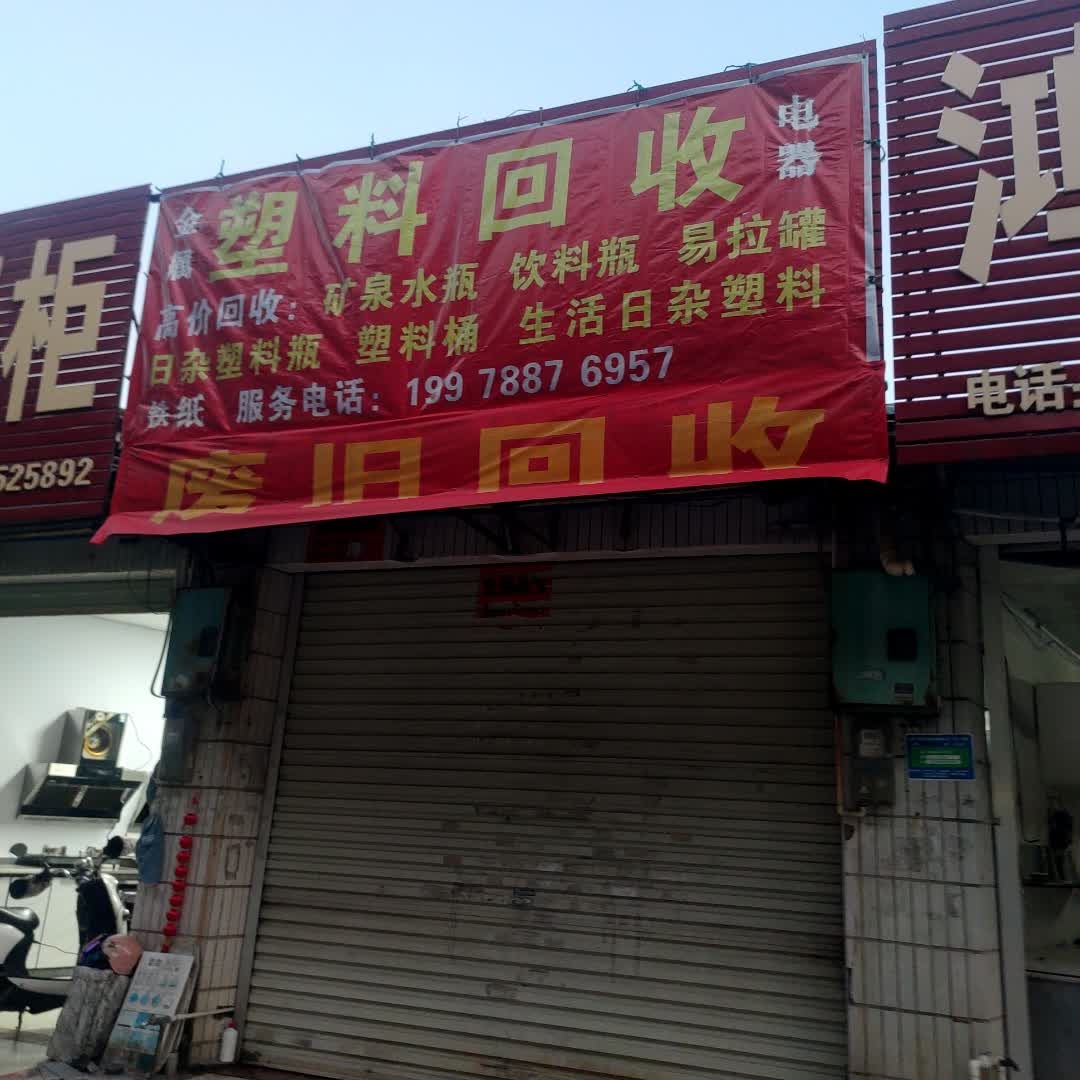 柜
525892
金
塑料回收
电器
高价回收：矿泉水瓶 饮料瓶 易拉罐
日杂塑料瓶 塑料桶 生活日杂塑料
铁纸 服务电话：199 7887 6957
废旧回收
鸿
电话